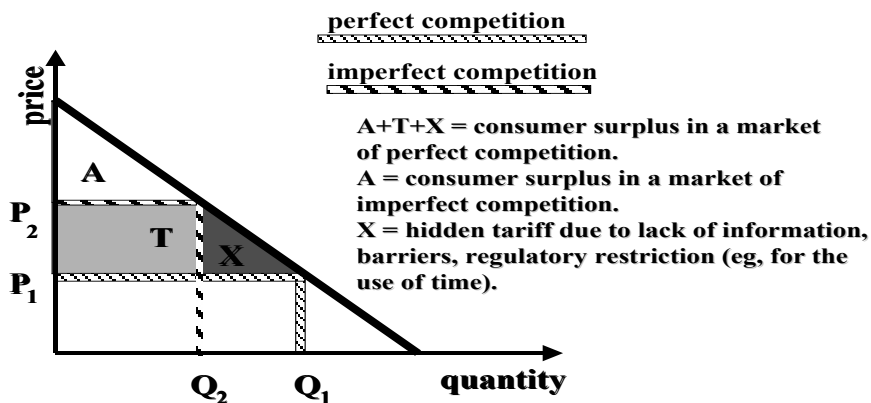 perfect competition
imperfect competition
A+T+X = consumer surplus in a market
of perfect competition.
A = consumer surplus in a market of
imperfect competition.
X = hidden tariff due to lack of information,
barriers, regulatory restriction (eg, for the
use of time).
price
A
P2
T
X
P1
Q2
Q1
quantity